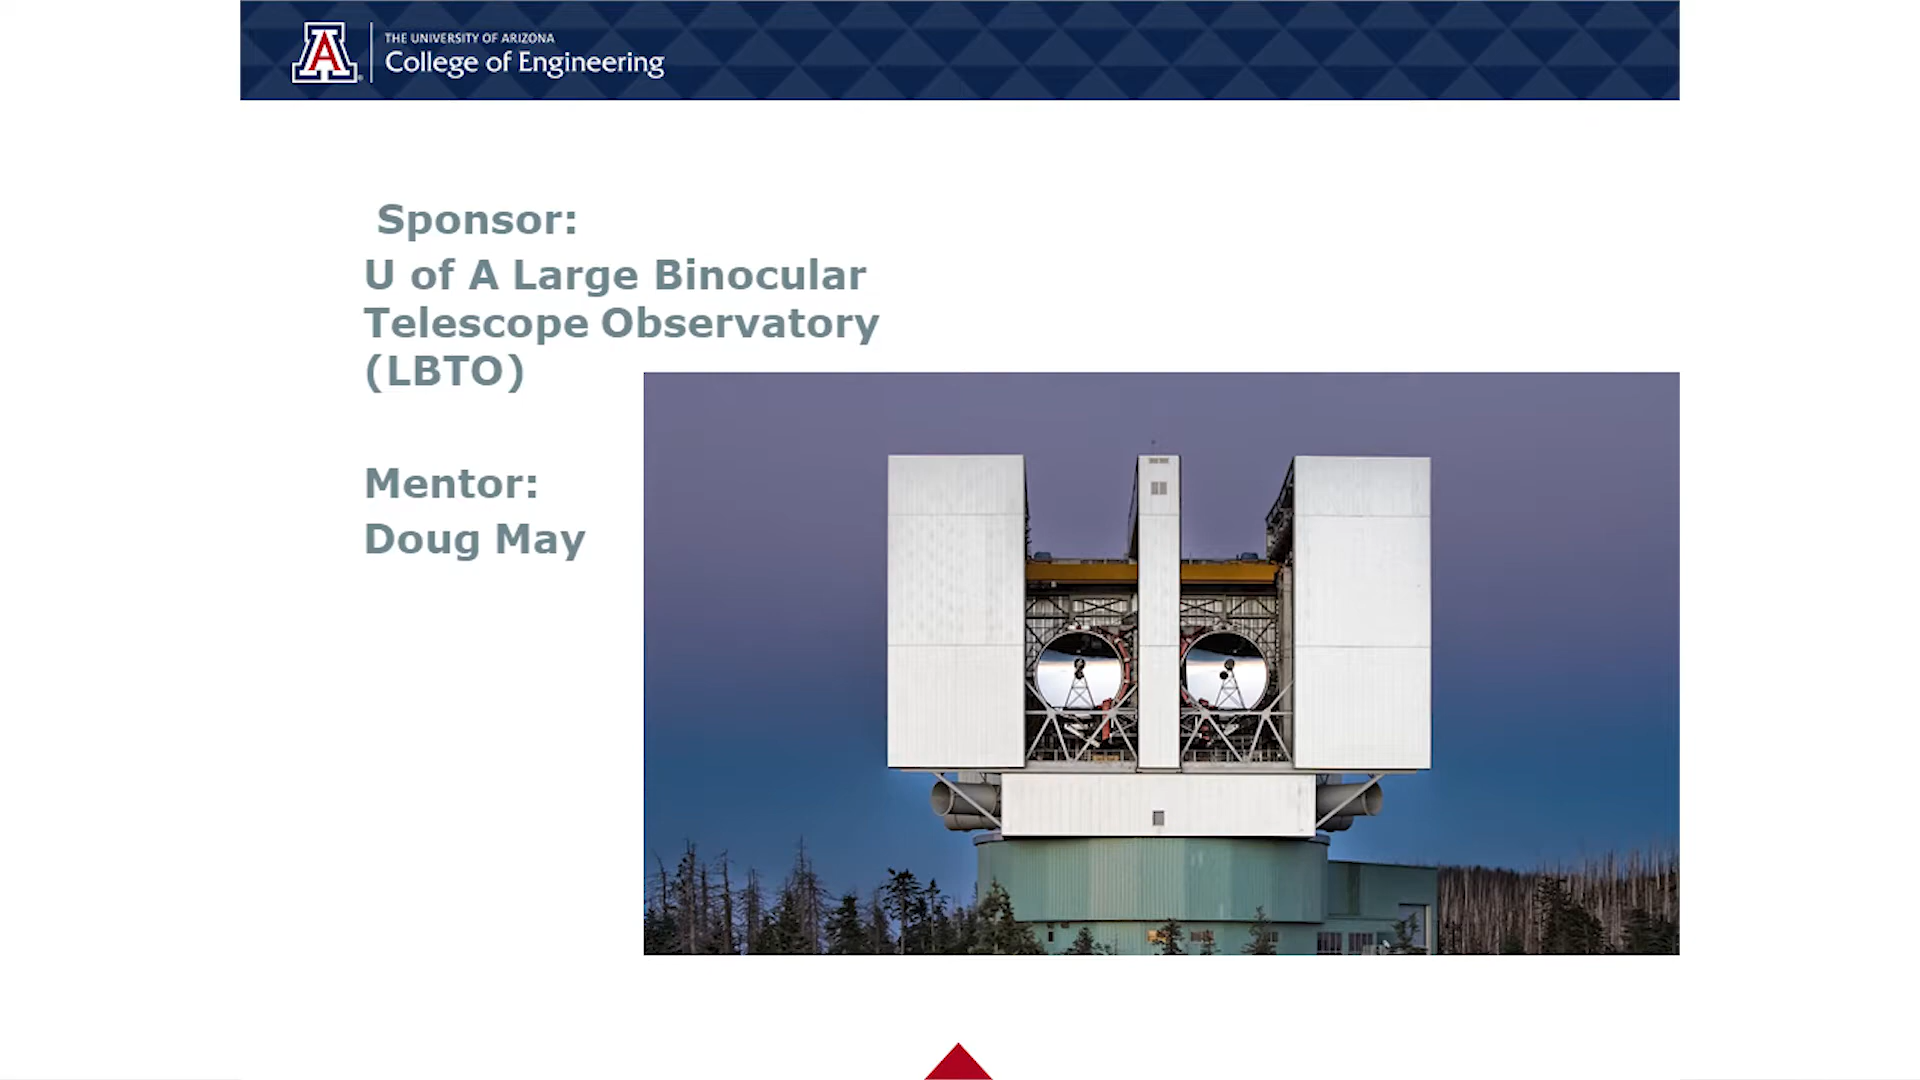 THE UNIVERSITY OF ARIZONA
College of Engineering
Sponsor:
U of A Large Binocular
Telescope Observatory
(LBTO)
Mentor:
Doug May